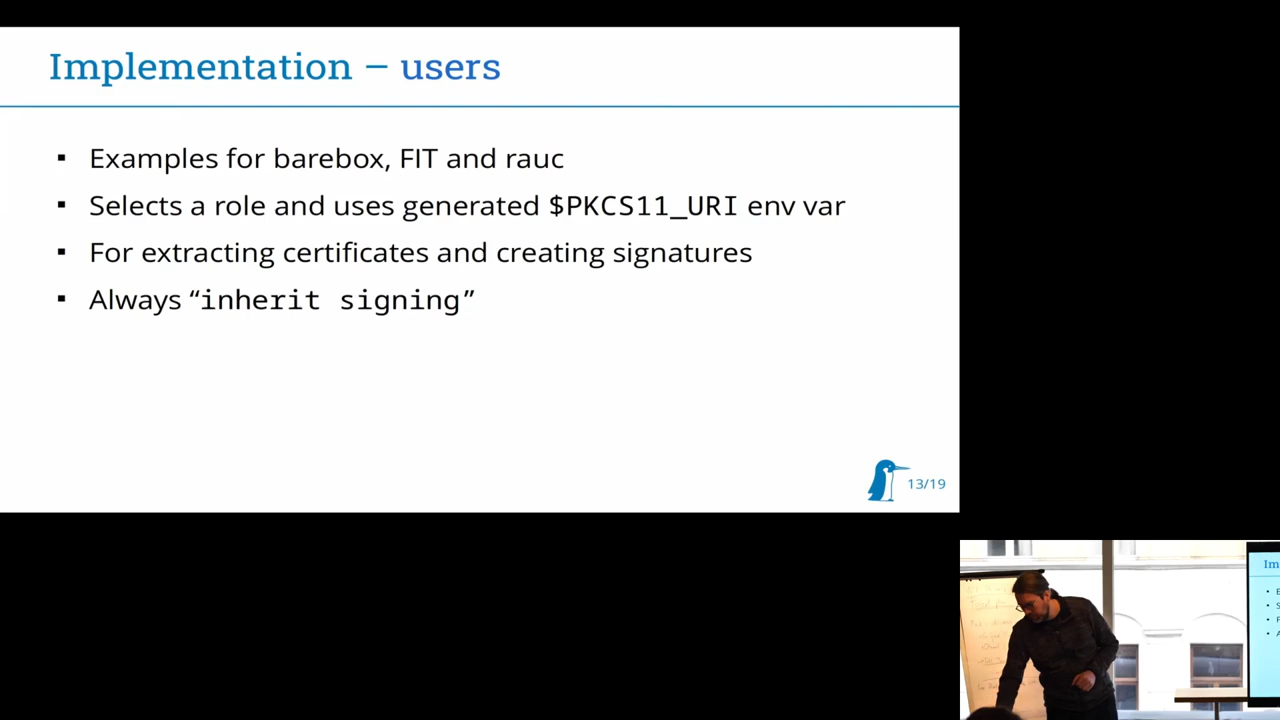 Implementation – users
▪ Examples for barebox, FIT and rauc
▪ Selects a role and uses generated $PKCS11_URI env var
▪ For extracting certificates and creating signatures
▪ Always “inherit signing”
13/19
Im